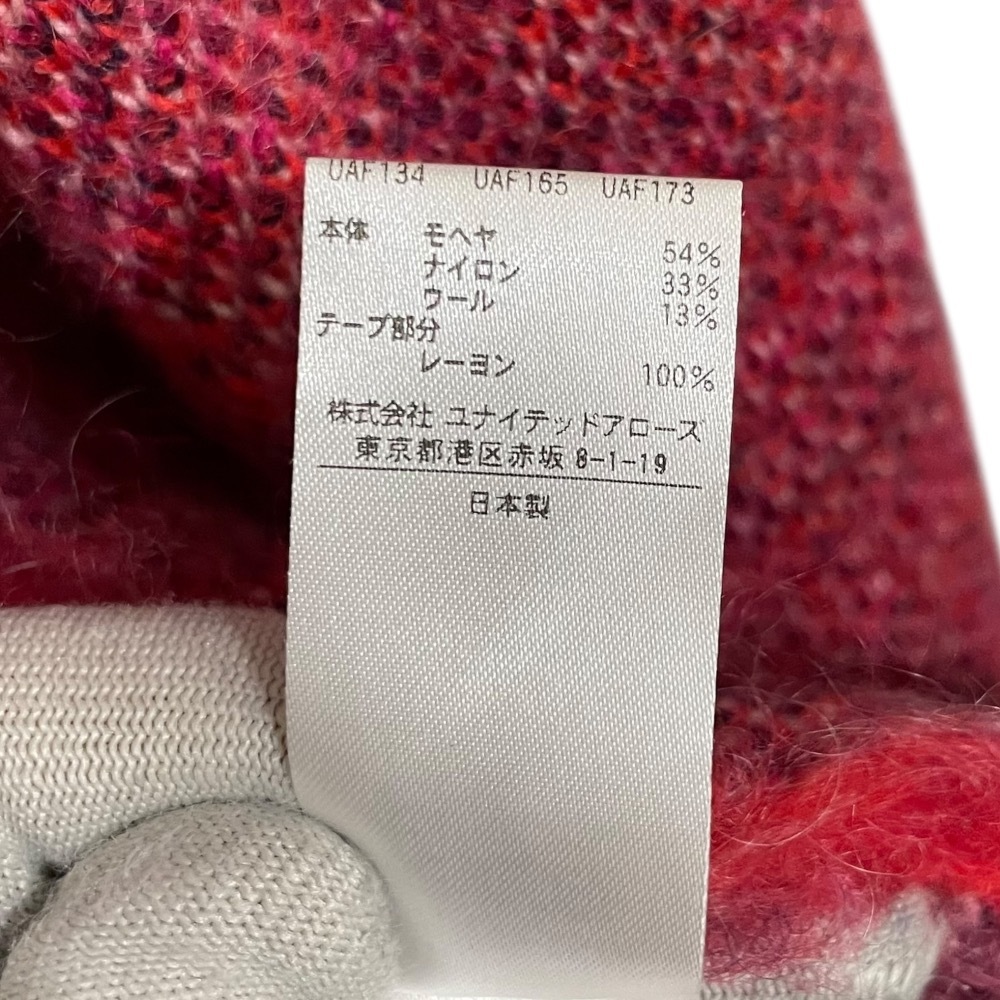 UAF134 UAF165 UAF173
本体 モヘヤ 54%
ナイロン 33%
ウール 13%
テープ部分
レーヨン 100%
株式会社 ユナイテッドアローズ
東京都港区赤坂 8-1-19
日本製